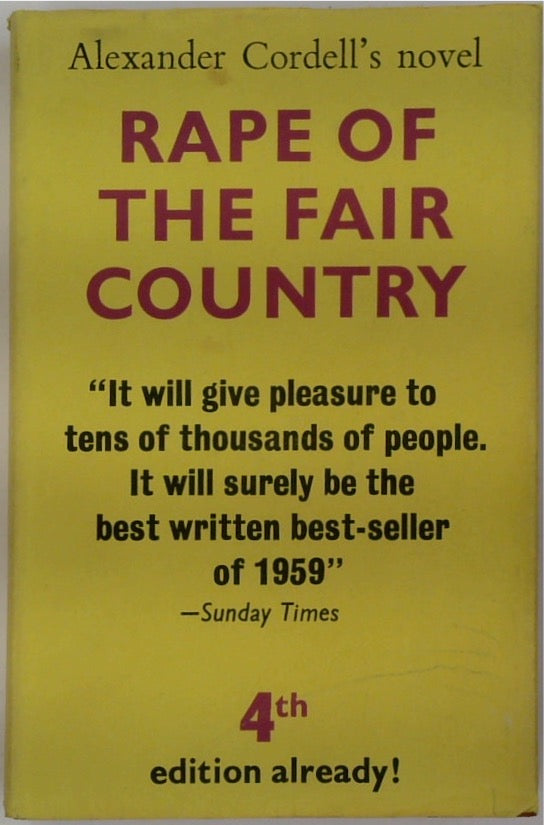 Alexander Cordell's novel
RAPE OF
THE FAIR
COUNTRY
"It will give pleasure to
tens of thousands of people.
It will surely be the
best written best-seller
of 1959"
—Sunday Times
4th
edition already!